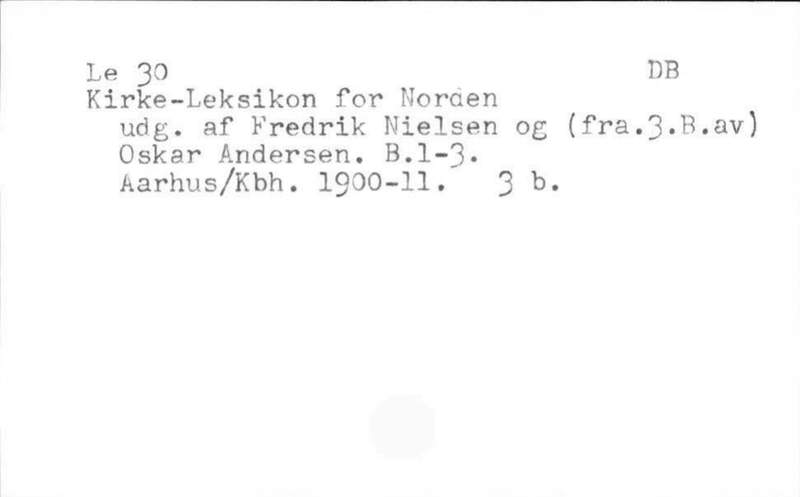 Le 30 DB
Kirke-Leksikon for Norden
udg. af Fredrik Nielsen og (fra.3.B.av)
Oskar Andersen. B.1-3.
Aarhus/Kbh. 1900-11. 3 b.